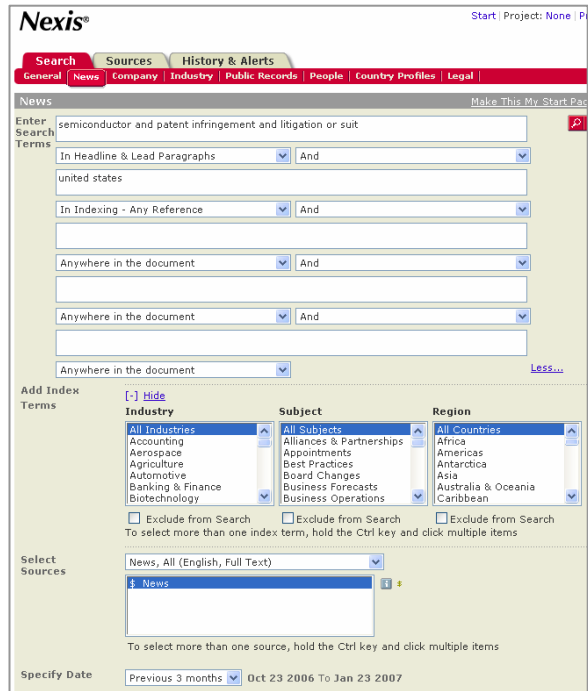 Nexis®
Start | Project: None |
Search Sources History & Alerts
General | News | Company | Industry | Public Records | People | Country Profiles | Legal |
News Make This My Start
Enter Search Terms
semiconductor and patent infringement and litigation or suit
In Headline & Lead Paragraphs And
united states
In Indexing - Any Reference And
Anywhere in the document And
Anywhere in the document And
Anywhere in the document Less...
Add Index Terms
[-] Hide
Industry Subject Region
All Industries All Subjects All Countries
Accounting Alliances & Partnerships Africa
Aerospace Appointments Americas
Agriculture Best Practices Antarctica
Automotive Board Changes Asia
Banking & Finance Business Forecasts Australia & Oceania
Biotechnology Business Operations Caribbean
Exclude from Search Exclude from Search Exclude from Search
To select more than one index term, hold the Ctrl key and click multiple items
Select Sources
News, All (English, Full Text)
$ News
To select more than one source, hold the Ctrl key and click multiple items
Specify Date Previous 3 months Oct 23 2006 To Jan 23 2007